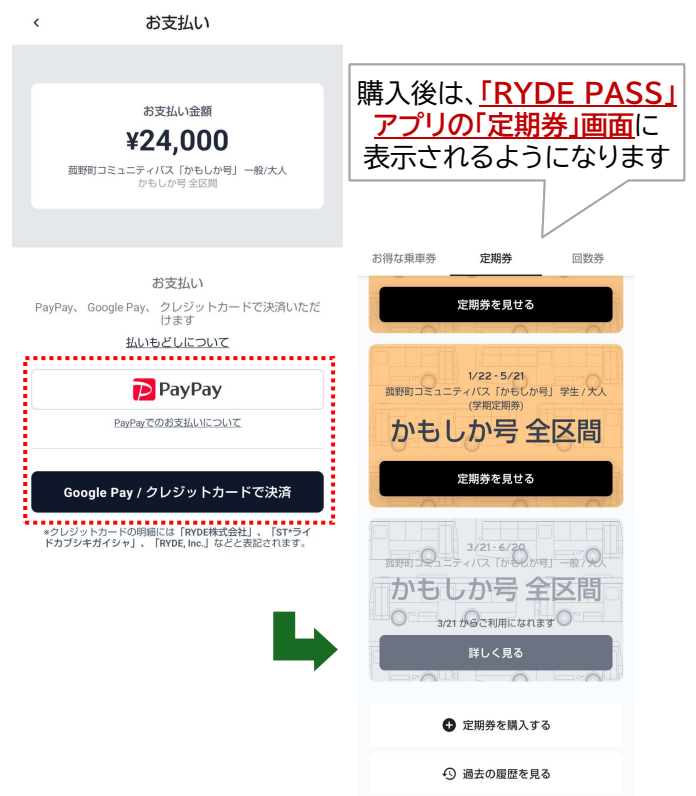 お支払い
お支払い金額
¥24,000
菰野町コミュニティバス「かもしか号」 一般/大人
かもしか号 全区間
お支払い
PayPay、 Google Pay、 クレジットカードで決済いただ
けます
払いもどしについて
PayPay
PayPayでのお支払いについて
Google Pay / クレジットカードで決済
*クレジットカードの明細には「RYDE株式会社」、「ST*ライ
ドカブシキガイシャ」、「RYDE, Inc.」などと表記されます。
購入後は、「RYDE PASS」
アプリの「定期券」画面に
表示されるようになります
お得な乗車券 定期券 回数券
定期券を見せる
1/22 - 5/21
菰野町コミュニティバス「かもしか号」 学生 / 大人
(学期定期券)
かもしか号 全区間
定期券を見せる
3/21 - 6/20
菰野町コミュニティバス「かもしか号」 一般 / 大人
かもしか号 全区間
3/21 からご利用になれます
詳しく見る
定期券を購入する
過去の履歴を見る